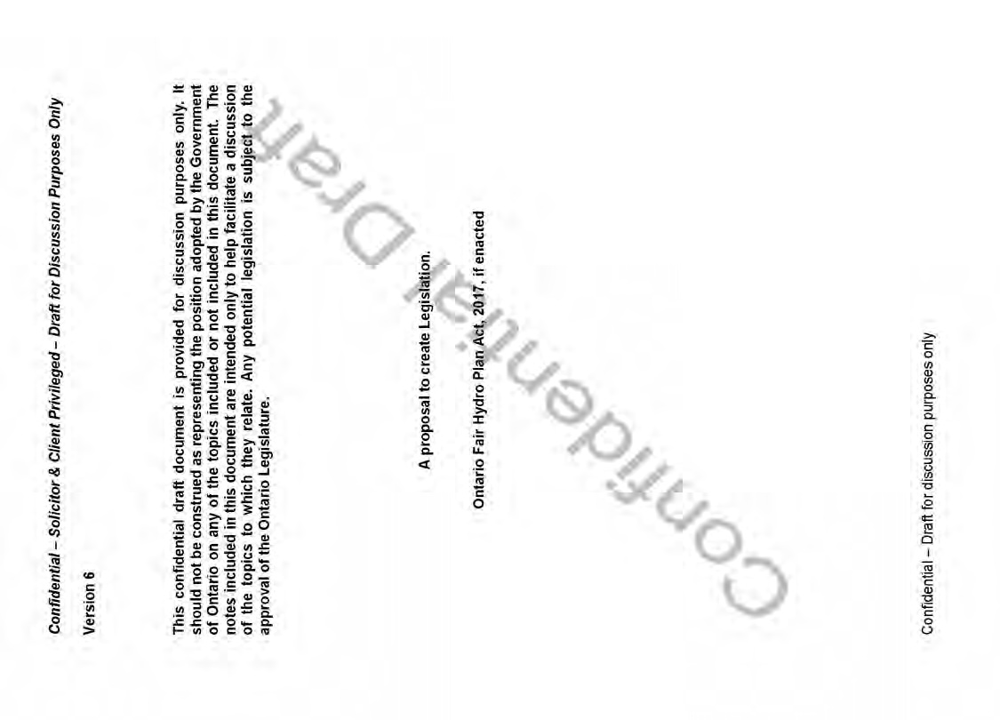 Confidential – Solicitor & Client Privileged – Draft for Discussion Purposes Only
Version 6
This confidential draft document is provided for discussion purposes only. It
should not be construed as representing the position adopted by the Government
of Ontario on any of the topics included or not included in this document. The
notes included in this document are intended only to help facilitate a discussion
of the topics to which they relate. Any potential legislation is subject to the
approval of the Ontario Legislature.
A proposal to create Legislation.
Ontario Fair Hydro Plan Act, 2017, if enacted
Confidential Draft
Confidential – Draft for discussion purposes only